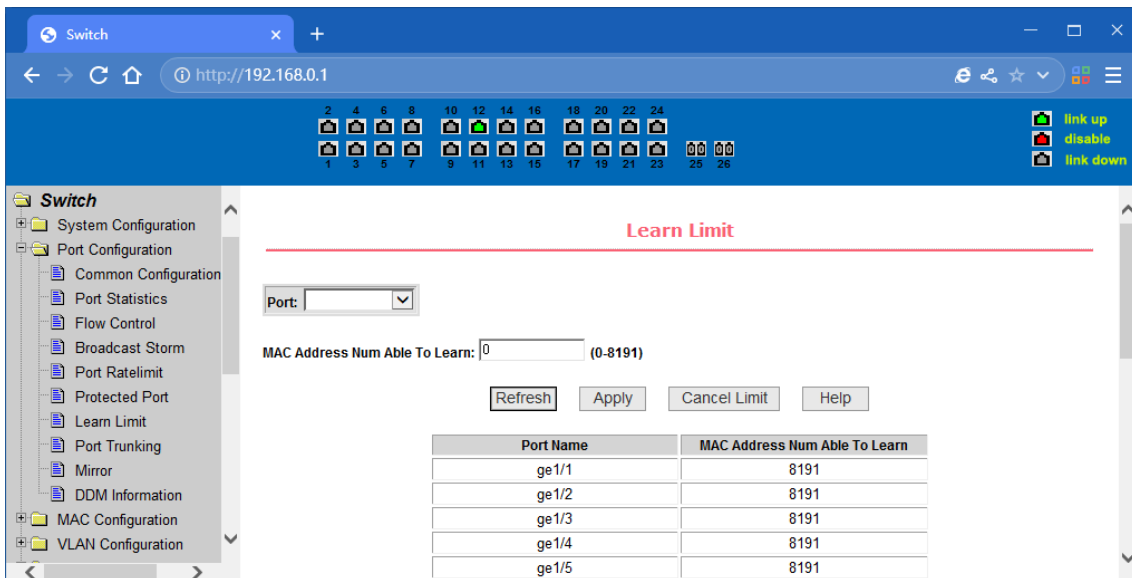 Switch
http://192.168.0.1
2 4 6 8 10 12 14 16 18 20 22 24
1 3 5 7 9 11 13 15 17 19 21 23 25 26
link up
disable
link down
Switch
System Configuration
Port Configuration
Common Configuration
Port Statistics
Flow Control
Broadcast Storm
Port Ratelimit
Protected Port
Learn Limit
Port Trunking
Mirror
DDM Information
MAC Configuration
VLAN Configuration
Learn Limit
Port:
MAC Address Num Able To Learn: 0 (0-8191)
Refresh Apply Cancel Limit Help
Port Name MAC Address Num Able To Learn
ge1/1 8191
ge1/2 8191
ge1/3 8191
ge1/4 8191
ge1/5 8191